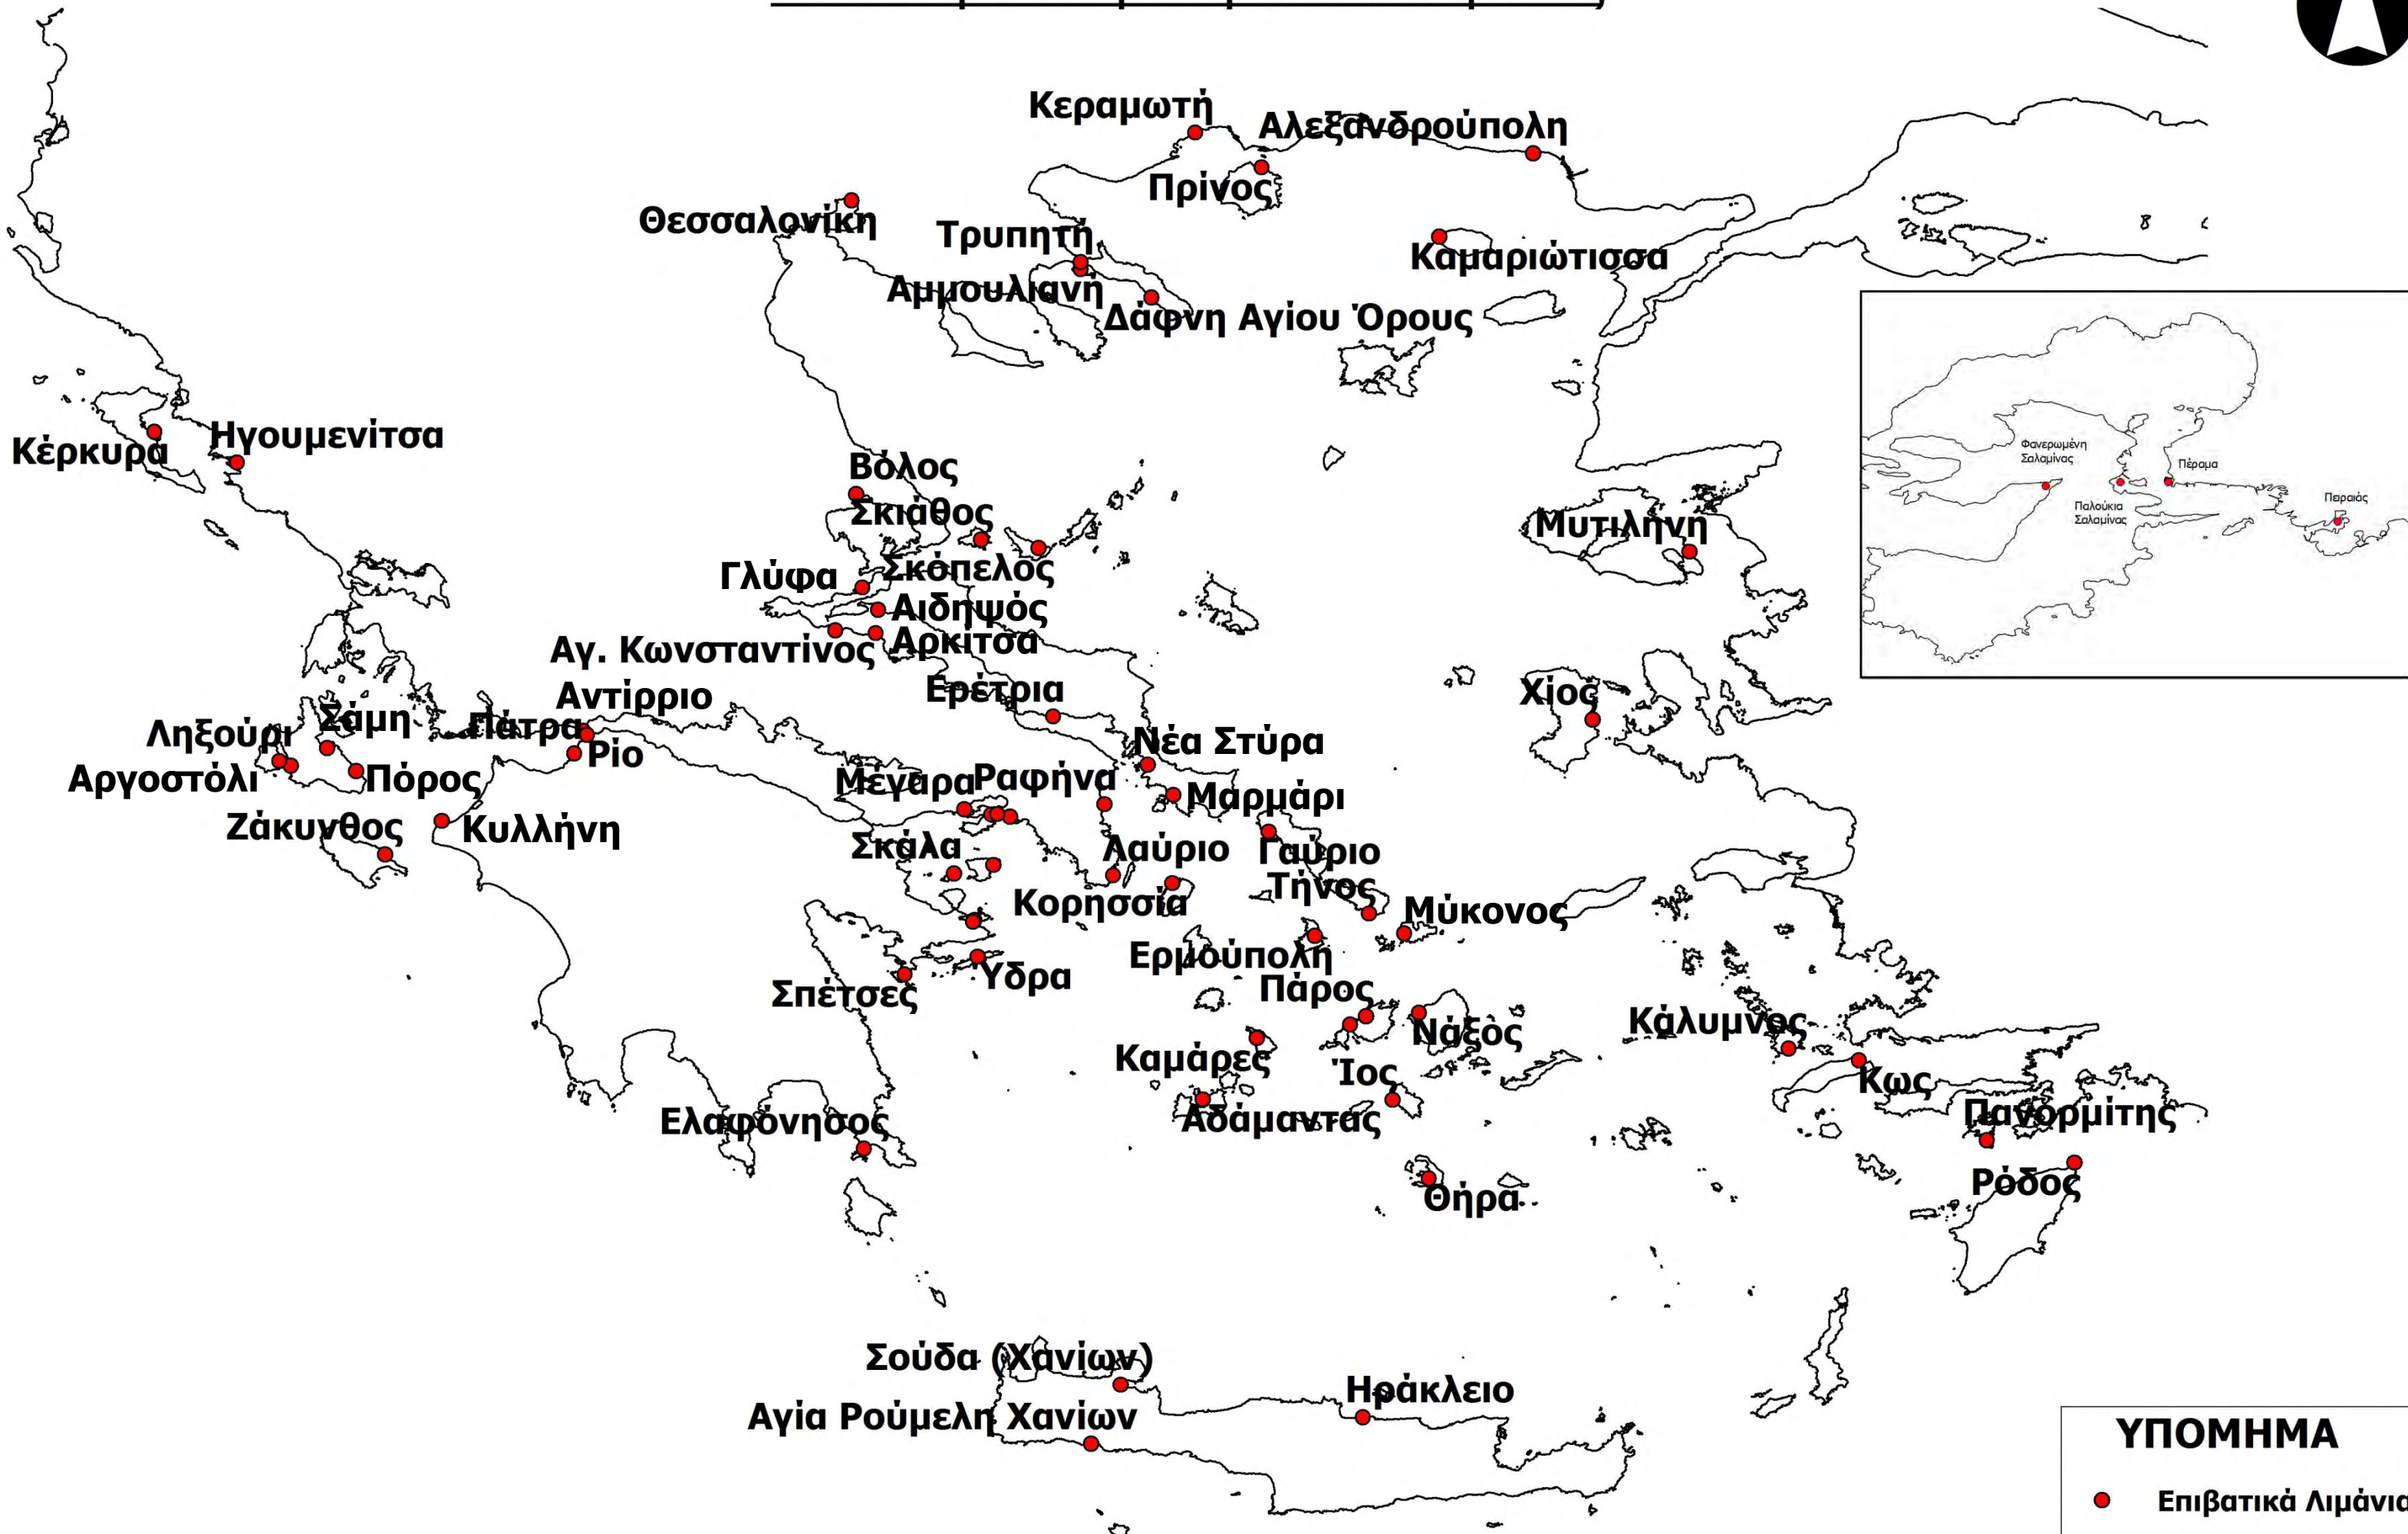 Κεραμωτή
Αλεξανδρούπολη
Πρίνος
Θεσσαλονίκη
Τρυπητή
Καμαριώτισσα
Αμμουλιανή
Δάφνη Αγίου Όρους
Κέρκυρα
Ηγουμενίτσα
Φανερωμένη
Σαλαμίνας
Πέραμα
Παλούκια
Σαλαμίνας
Πειραιάς
Βόλος
Σκιάθος
Μυτιλήνη
Γλύφα
Σκόπελος
Αιδηψός
Αρκίτσα
Αγ. Κωνσταντίνος
Ερέτρια
Χίος
Αντίρριο
Σάμη
Πάτρα
Ληξούρι
Ρίο
Νέα Στύρα
Αργοστόλι
Πόρος
Μέγαρα
Ραφήνα
Μαρμάρι
Ζάκυνθος
Κυλλήνη
Σκάλα
Λαύριο
Γαύριο
Τήνος
Κορησσία
Μύκονος
Ερμούπολη
Ύδρα
Σπέτσες
Πάρος
Νάξος
Κάλυμνος
Καμάρες
Ίος
Κως
Αδάμαντας
Πανορμίτης
Ελαφόνησος
Ρόδος
Θήρα
Σούδα (Χανίων)
Ηράκλειο
Αγία Ρούμελη Χανίων
ΥΠΟΜΗΜΑ
Επιβατικά Λιμάνια